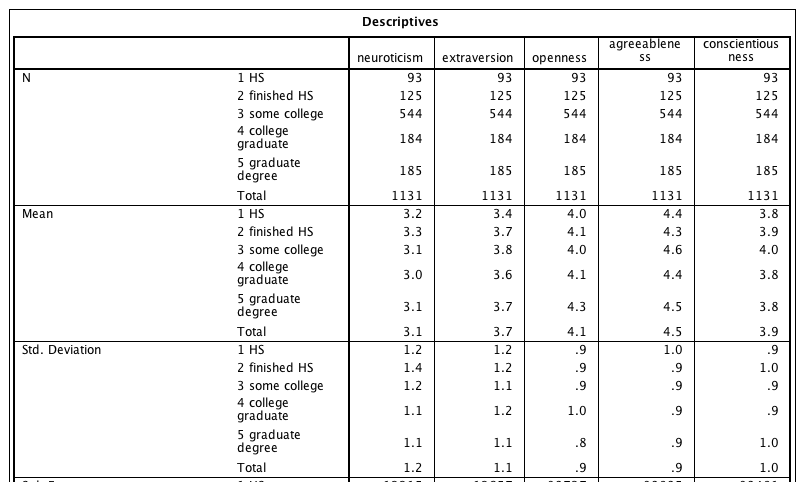 Descriptives
neuroticism extraversion openness agreeablene
ss conscientious
ness
N 1 HS 93 93 93 93 93
2 finished HS 125 125 125 125 125
3 some college 544 544 544 544 544
4 college
graduate 184 184 184 184 184
5 graduate
degree 185 185 185 185 185
Total 1131 1131 1131 1131 1131
Mean 1 HS 3.2 3.4 4.0 4.4 3.8
2 finished HS 3.3 3.7 4.1 4.3 3.9
3 some college 3.1 3.8 4.0 4.6 4.0
4 college
graduate 3.0 3.6 4.1 4.4 3.8
5 graduate
degree 3.1 3.7 4.3 4.5 3.8
Total 3.1 3.7 4.1 4.5 3.9
Std. Deviation 1 HS 1.2 1.2 .9 1.0 .9
2 finished HS 1.4 1.2 .9 .9 1.0
3 some college 1.2 1.1 .9 .9 .9
4 college
graduate 1.1 1.2 1.0 .9 .9
5 graduate
degree 1.1 1.1 .8 .9 1.0
Total 1.2 1.1 .9 .9 1.0